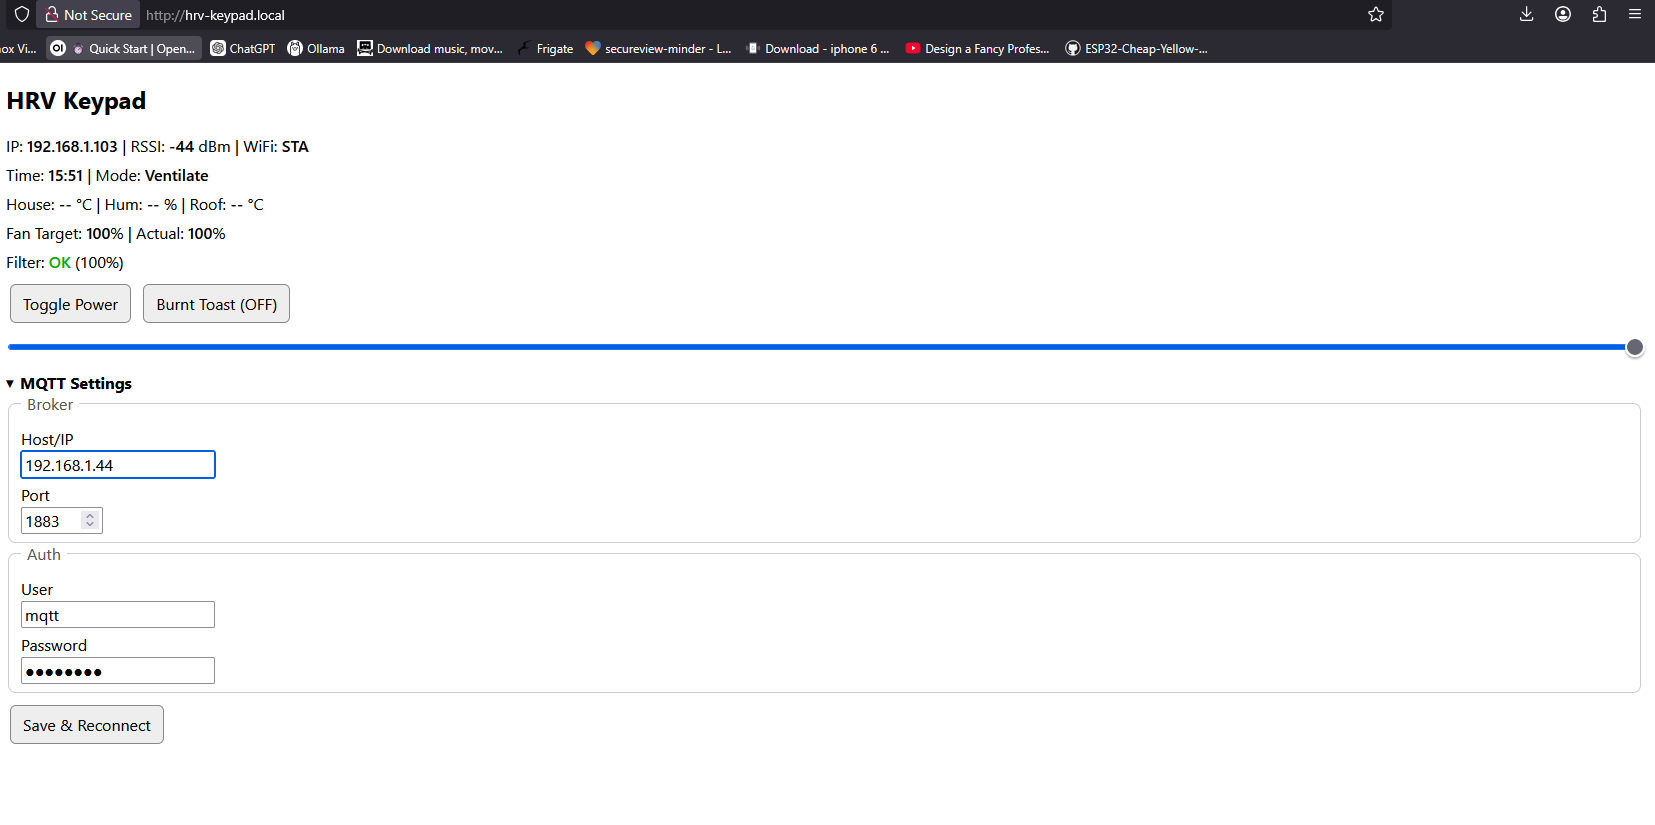 Not Secure http://hrv-keypad.local
ox Vi... Quick Start | Open... ChatGPT Ollama Download music, mov... Frigate secureview-minder - L... Download - iphone 6 ... Design a Fancy Profes... ESP32-Cheap-Yellow-...
HRV Keypad
IP: 192.168.1.103 | RSSI: -44 dBm | WiFi: STA
Time: 15:51 | Mode: Ventilate
House: -- °C | Hum: -- % | Roof: -- °C
Fan Target: 100% | Actual: 100%
Filter: OK (100%)
Toggle Power Burnt Toast (OFF)
▾ MQTT Settings
Broker
Host/IP
192.168.1.44
Port
1883
Auth
User
mqtt
Password
●●●●●●●●
Save & Reconnect